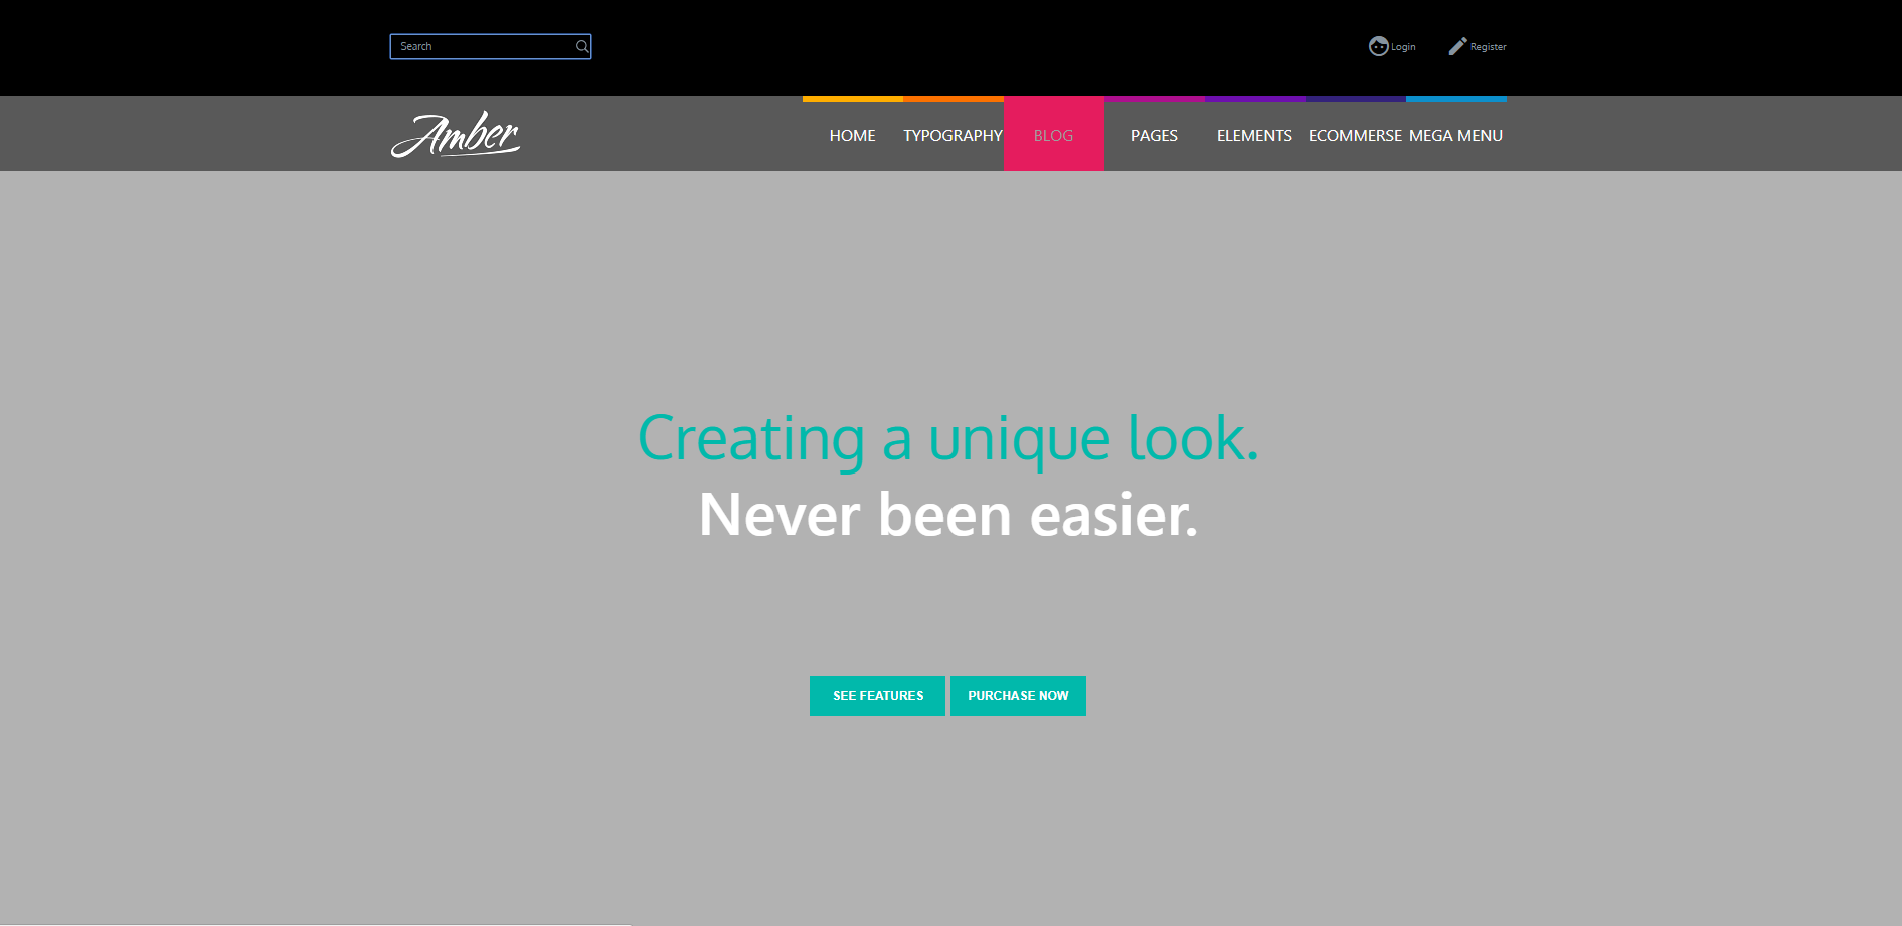 Search
Login Register
Amber
HOME TYPOGRAPHY BLOG PAGES ELEMENTS ECOMMERSE MEGA MENU
Creating a unique look.
Never been easier.
SEE FEATURES PURCHASE NOW